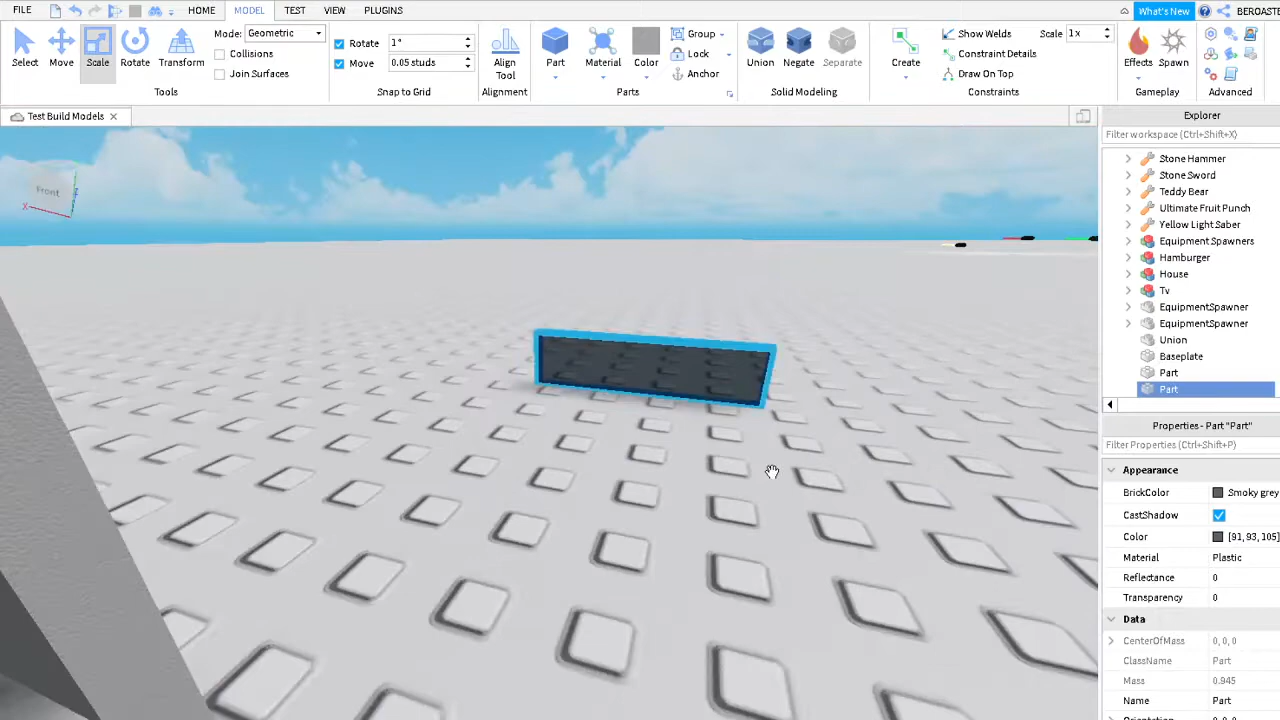 FILE HOME MODEL TEST VIEW PLUGINS What's New BEROASTE
Select Move Scale Rotate Transform
Mode: Geometric
Collisions
Join Surfaces
Tools
Rotate 1°
Move 0.05 studs
Snap to Grid
Align Tool
Alignment
Part Material Color
Group
Lock
Anchor
Parts
Union Negate Separate
Solid Modeling
Create
Show Welds Scale 1x
Constraint Details
Draw On Top
Constraints
Effects Spawn
Gameplay
Advanced
Test Build Models
Front
X
Explorer
Filter workspace (Ctrl+Shift+X)
Stone Hammer
Stone Sword
Teddy Bear
Ultimate Fruit Punch
Yellow Light Saber
Equipment Spawners
Hamburger
House
Tv
EquipmentSpawner
EquipmentSpawner
Union
Baseplate
Part
Part
Properties - Part "Part"
Filter Properties (Ctrl+Shift+P)
Appearance
BrickColor Smoky grey
CastShadow
Color [91, 93, 105]
Material Plastic
Reflectance 0
Transparency 0
Data
CenterOfMass 0, 0, 0
ClassName Part
Mass 0.945
Name Part